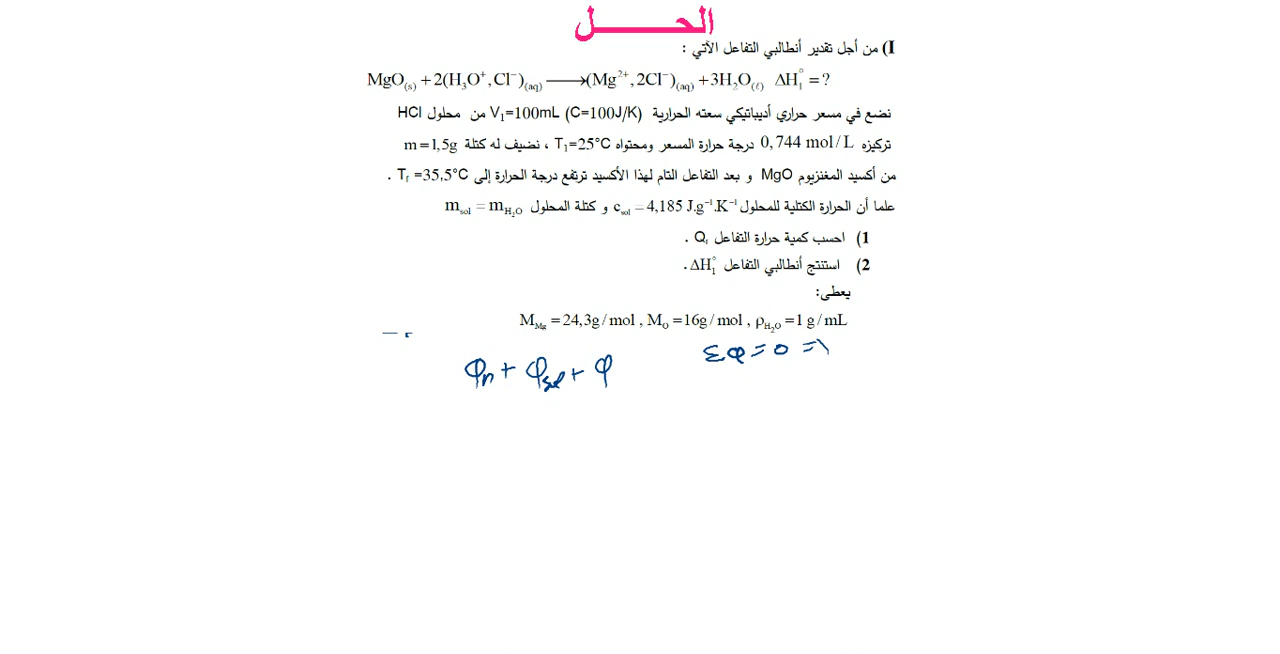 الحــــــل
I) من أجل تقدير أنطالبي التفاعل الآتي :
MgO(s) + 2(H₃O⁺, Cl⁻)(aq) ⟶ (Mg²⁺, 2Cl⁻)(aq) + 3H₂O(ℓ) ΔH₁° = ?
نضع في مسعر حراري أديباتيكي سعته الحرارية (C=100J/K) V₁=100mL من محلول HCl
تركيزه 0,744 mol/L درجة حرارة المسعر ومحتواه T₁=25°C ، نضيف له كتلة m=1,5g
من أكسيد المغنزيوم MgO و بعد التفاعل التام لهذا الأكسيد ترتفع درجة الحرارة إلى Tf =35,5°C .
علما أن الحرارة الكتلية للمحلول csol = 4,185 J.g⁻¹.K⁻¹ و كتلة المحلول msol = mH₂O
1) احسب كمية حرارة التفاعل Qr .
2) استنتج أنطالبي التفاعل ΔH₁° .
يعطى:
MMg = 24,3g/mol , MO =16g/mol , ρH₂O =1 g/mL
ΣQ = 0 ⇒
Qr + Qsol + Q